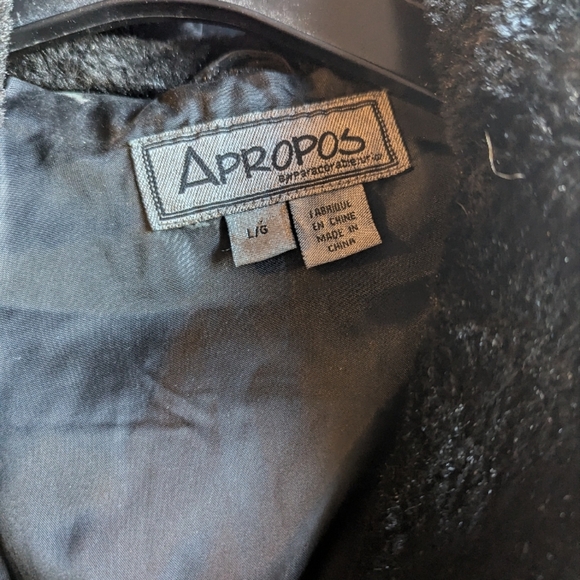 APROPOS
L/G
FABRIQUE
EN CHINE
MADE IN
CHINA